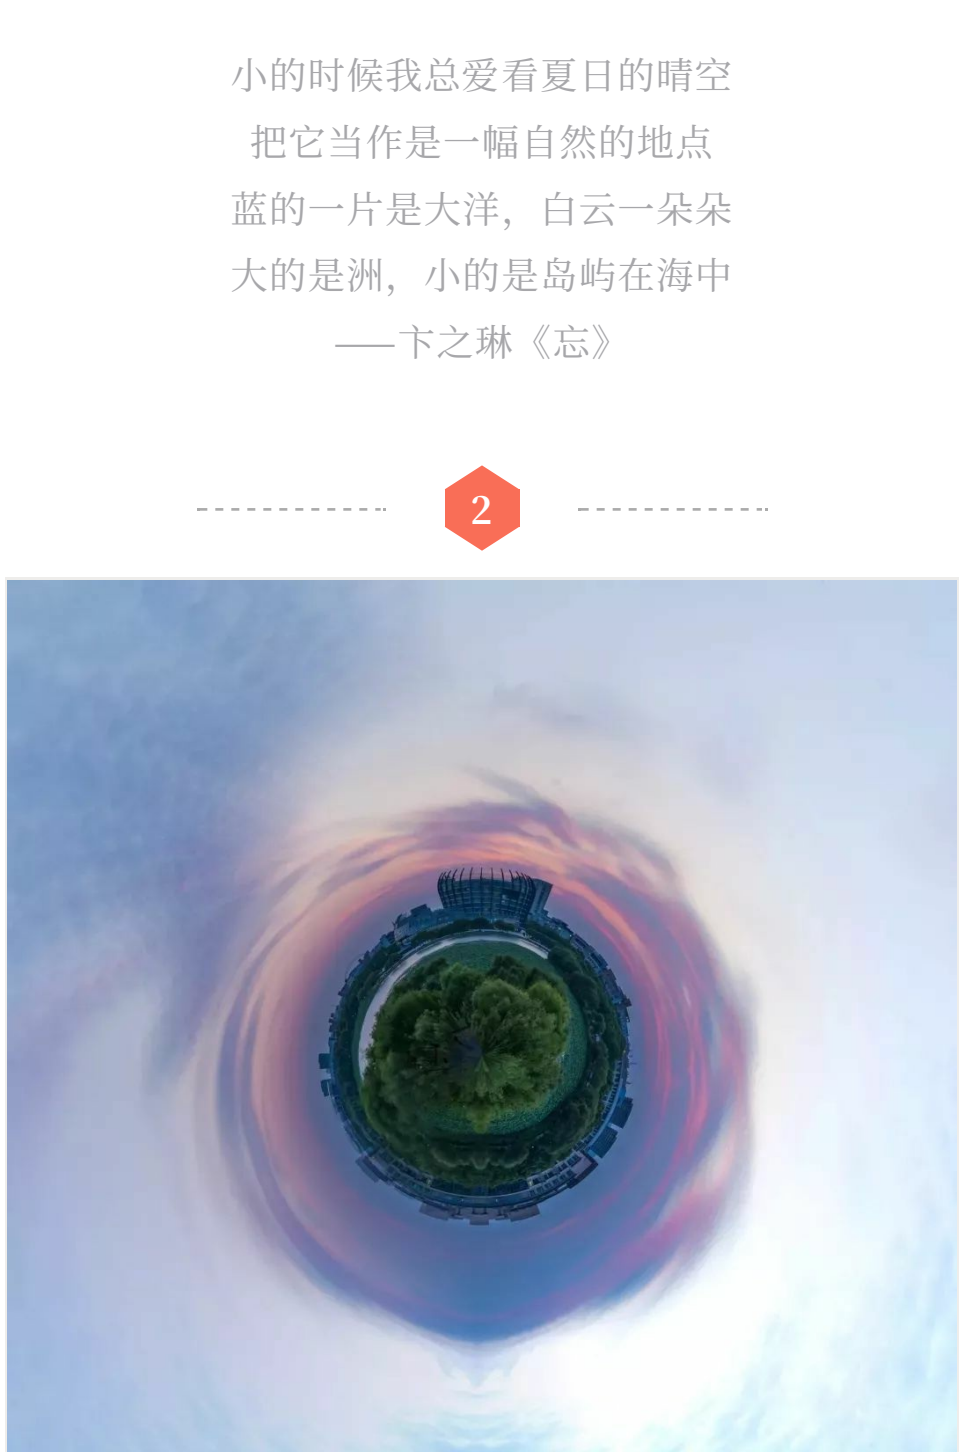 小的时候我总爱看夏日的晴空
把它当作是一幅自然的地点
蓝的一片是大洋，白云一朵朵
大的是洲，小的是岛屿在海中
——卞之琳《忘》
2